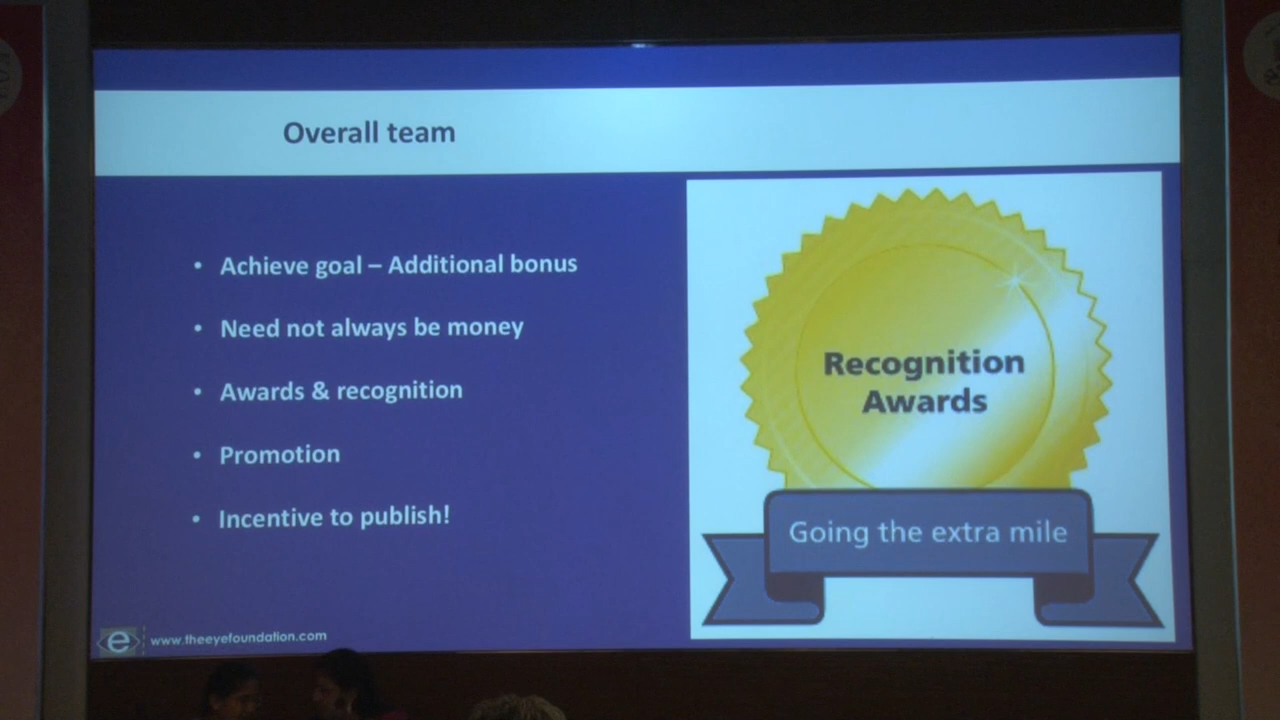 Overall team
• Achieve goal – Additional bonus
• Need not always be money
• Awards & recognition
• Promotion
• Incentive to publish!
Recognition
Awards
Going the extra mile
e
www.theeyefoundation.com